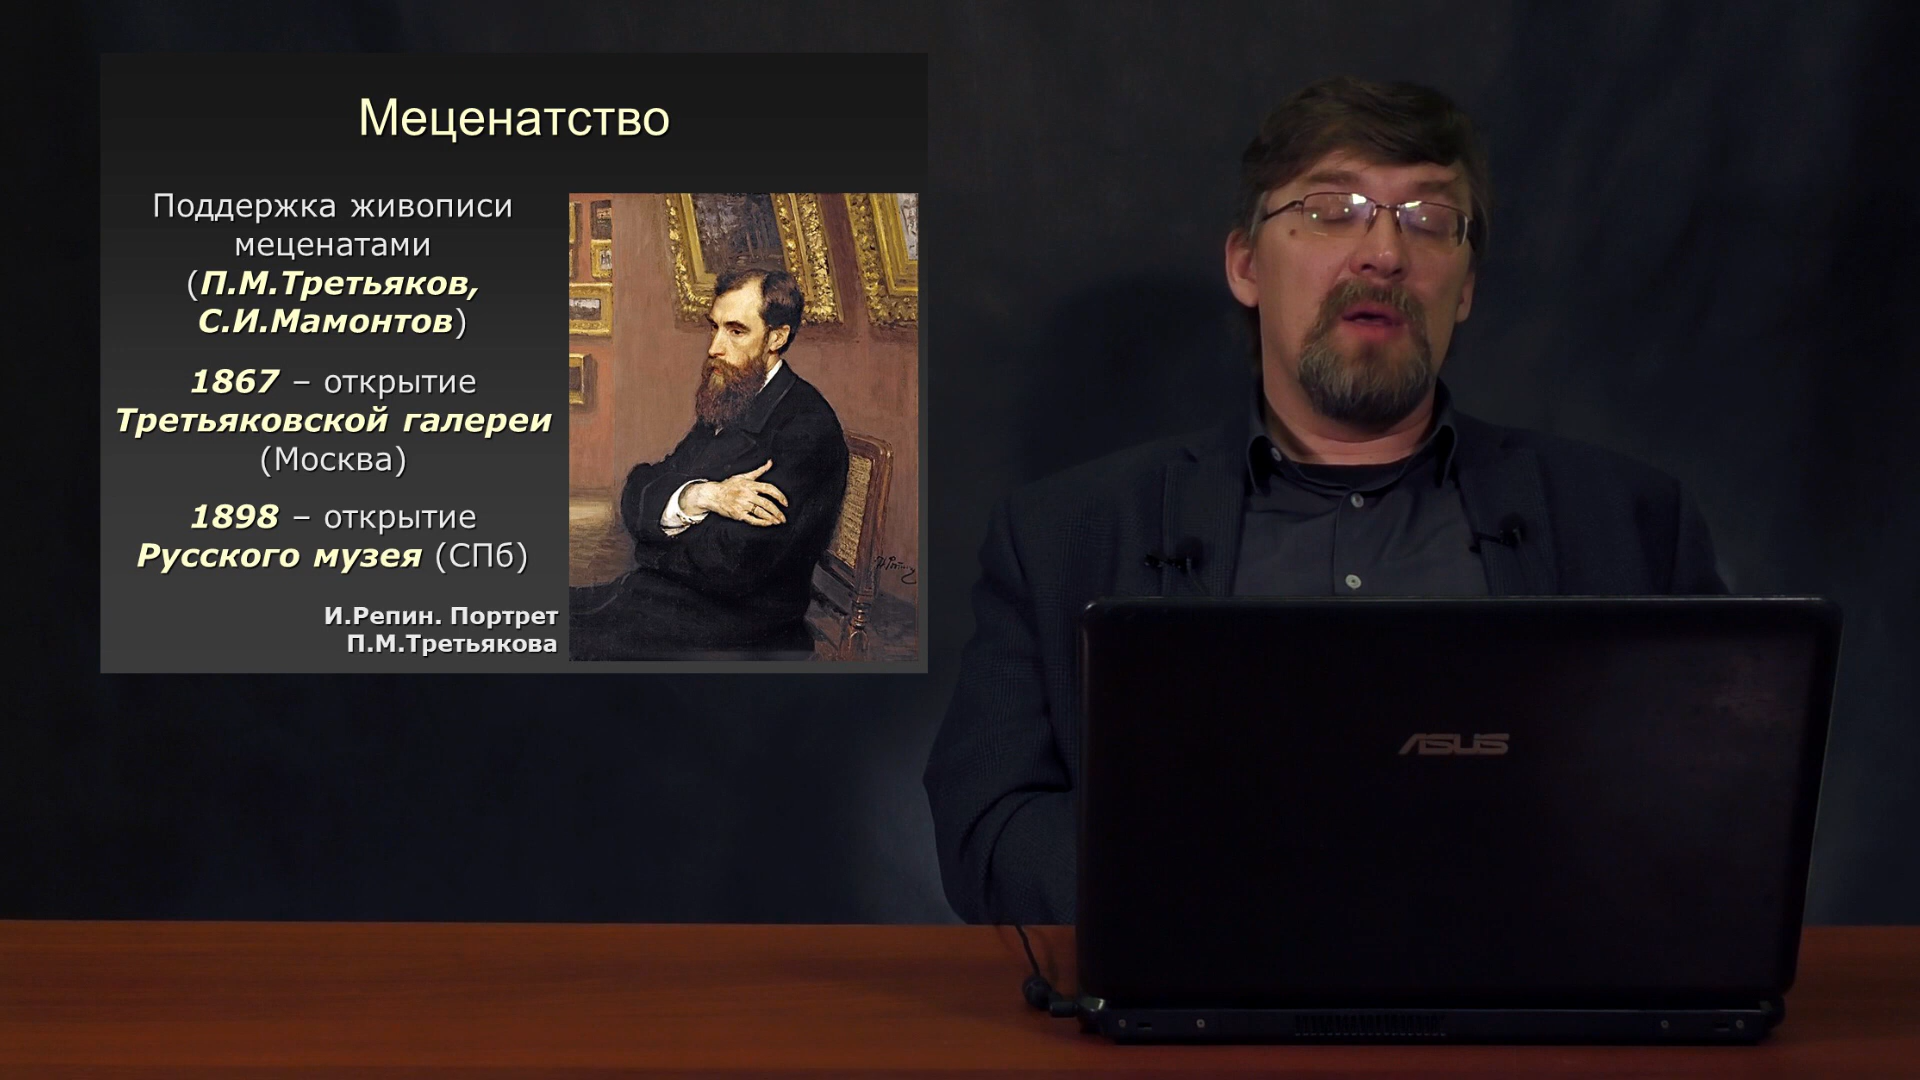 Меценатство
Поддержка живописи
меценатами
(П.М.Третьяков,
С.И.Мамонтов)
1867 – открытие
Третьяковской галереи
(Москва)
1898 – открытие
Русского музея (СПб)
И.Репин. Портрет
П.М.Третьякова
ASUS